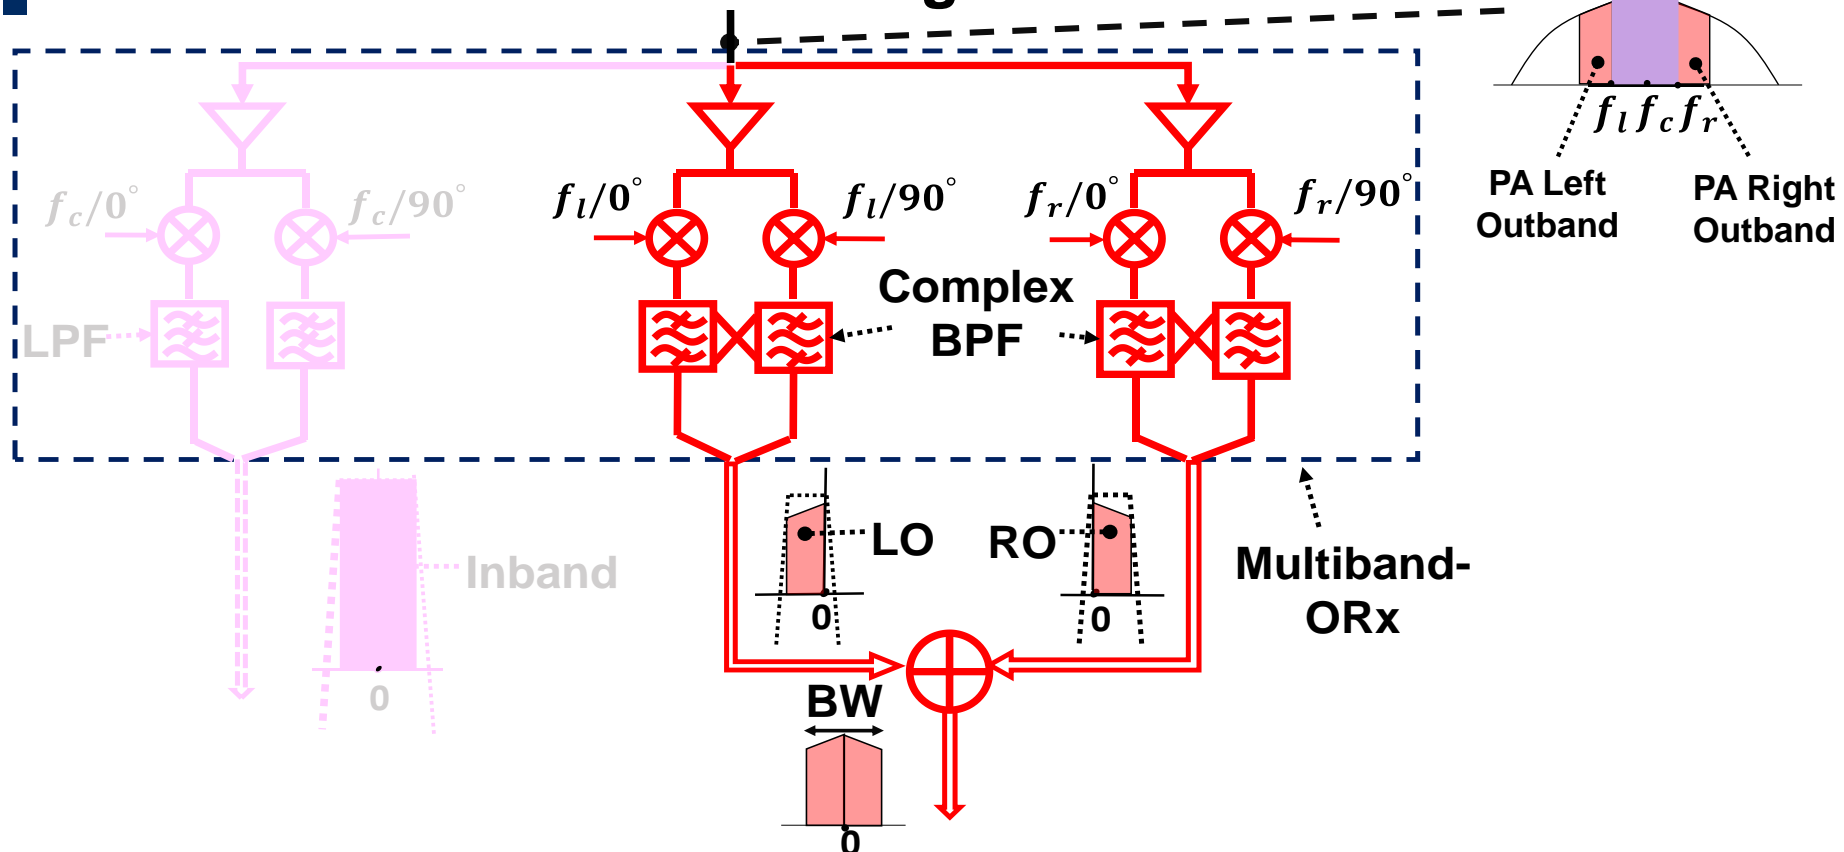 f_l f_c f_r
PA Left
Outband
PA Right
Outband
f_c/0°
f_c/90°
f_l/0°
f_l/90°
f_r/0°
f_r/90°
LPF
Complex
BPF
Inband
0
LO
0
RO
0
Multiband-
ORx
BW
0